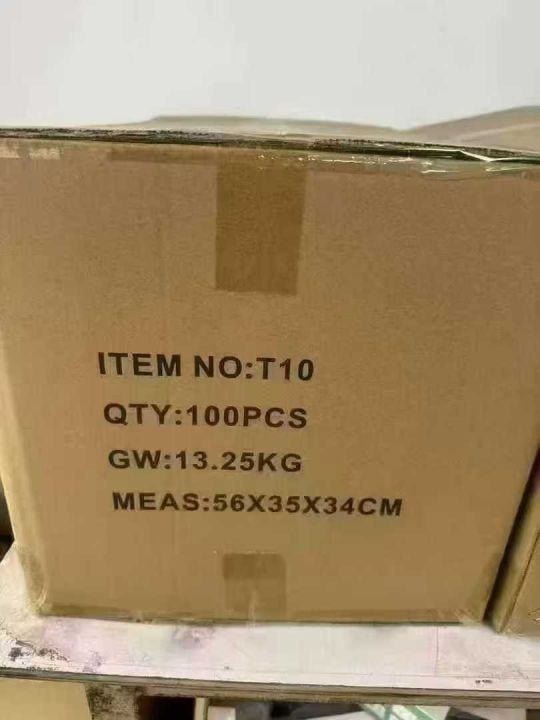 ITEM NO:T10
QTY:100PCS
GW:13.25KG
MEAS:56X35X34CM